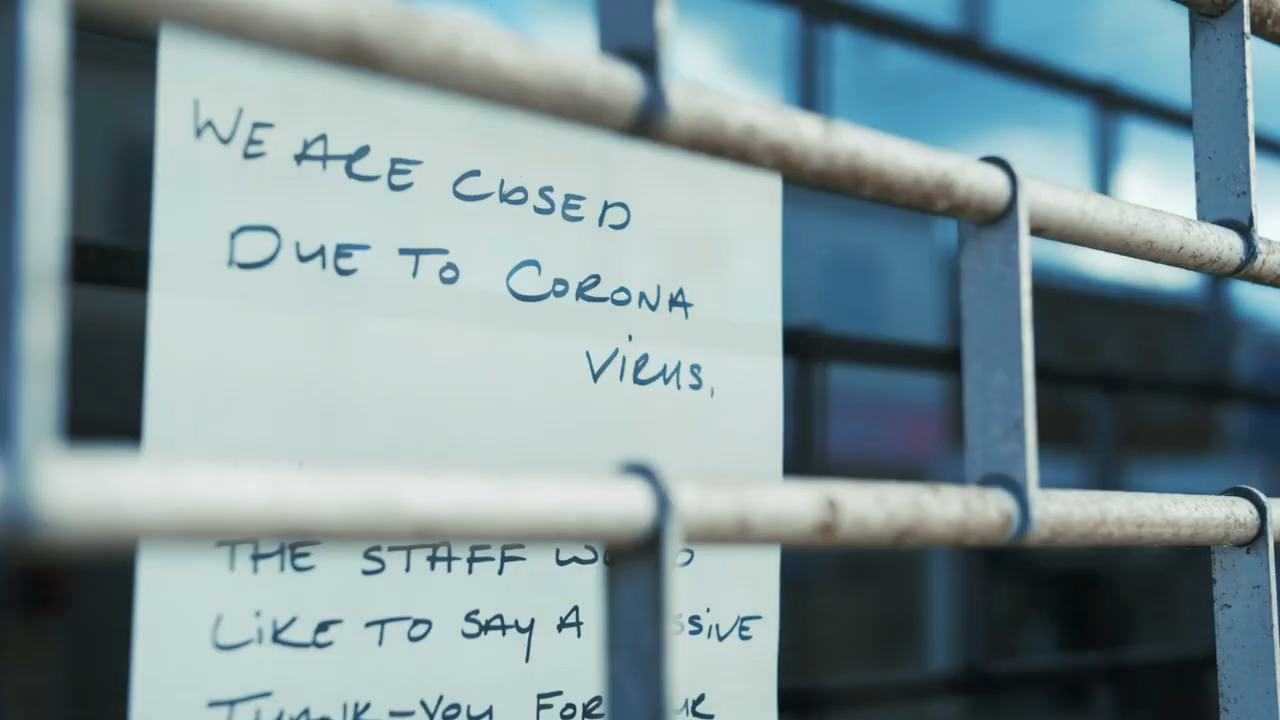 WE ARE CLOSED
DUE TO CORONA
VIRUS,
THE STAFF
LIKE TO SAY A
THANK-YOU FOR